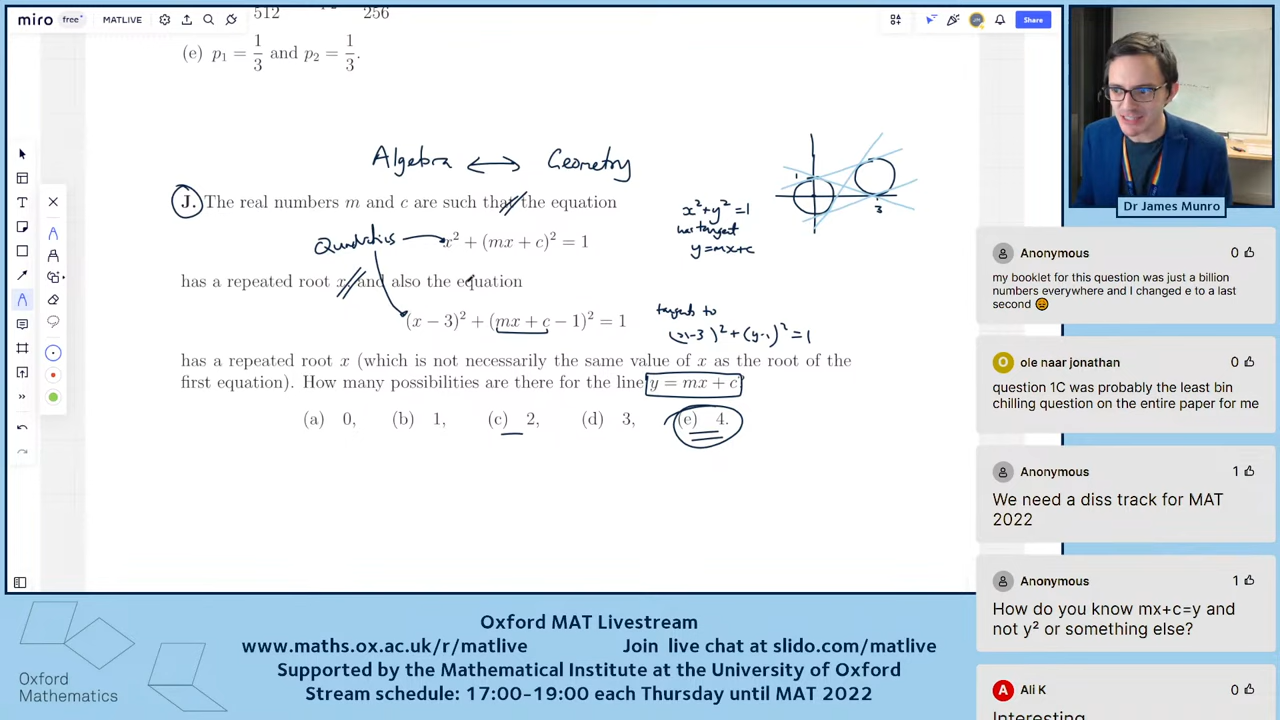 miro free
MATLIVE
Share
512
256
(e) p₁ = 1/3 and p₂ = 1/3.
Algebra ↔ Geometry
J. The real numbers m and c are such that the equation
Quadratics
x² + (mx + c)² = 1
x²+y²=1
has tangent
y=mx+c
1
3
has a repeated root x, and also the equation
(x − 3)² + (mx + c − 1)² = 1
tangents to
(x-3)²+(y-1)²=1
has a repeated root x (which is not necessarily the same value of x as the root of the
first equation). How many possibilities are there for the line y = mx + c?
(a) 0, (b) 1, (c) 2, (d) 3, (e) 4.
Dr James Munro
Anonymous
0
my booklet for this question was just a billion
numbers everywhere and I changed e to a last
second 😩
ole naar jonathan
0
question 1C was probably the least bin
chilling question on the entire paper for me
Anonymous
1
We need a diss track for MAT
2022
Anonymous
1
How do you know mx+c=y and
not y² or something else?
A
Ali K
0
Interesting
Oxford
Mathematics
Oxford MAT Livestream
www.maths.ox.ac.uk/r/matlive Join live chat at slido.com/matlive
Supported by the Mathematical Institute at the University of Oxford
Stream schedule: 17:00-19:00 each Thursday until MAT 2022